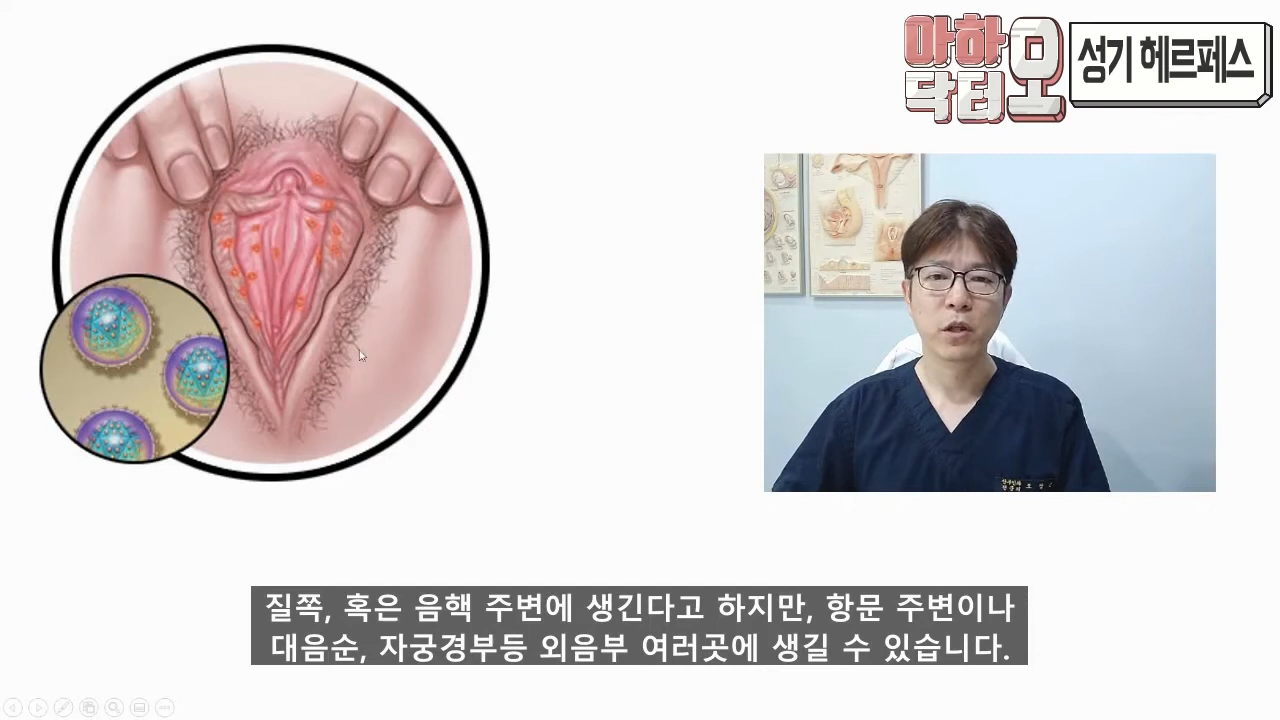 아하
닥터오
성기 헤르페스
질쪽, 혹은 음핵 주변에 생긴다고 하지만, 항문 주변이나
대음순, 자궁경부등 외음부 여러곳에 생길 수 있습니다.